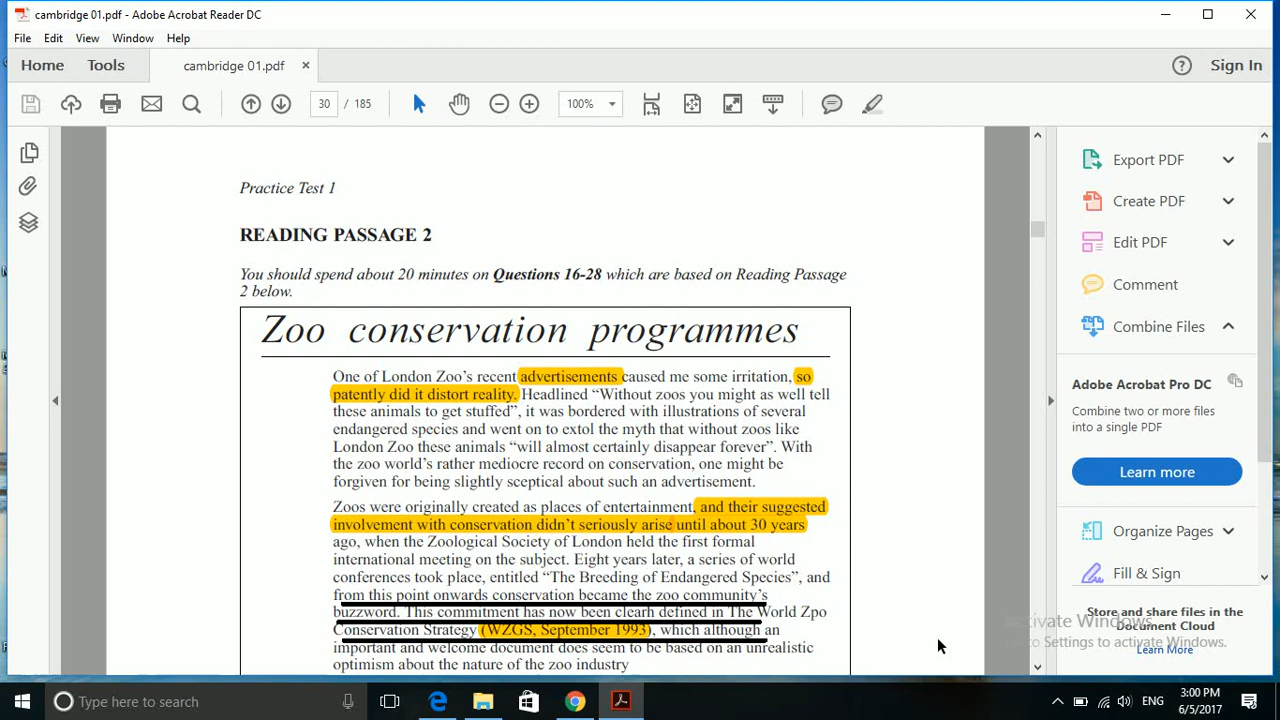 cambridge 01.pdf - Adobe Acrobat Reader DC
File Edit View Window Help
Home Tools cambridge 01.pdf × Sign In
30 / 185 100%
Practice Test 1
READING PASSAGE 2
You should spend about 20 minutes on Questions 16-28 which are based on Reading Passage
2 below.
Zoo conservation programmes
One of London Zoo's recent advertisements caused me some irritation, so
patently did it distort reality. Headlined “Without zoos you might as well tell
these animals to get stuffed”, it was bordered with illustrations of several
endangered species and went on to extol the myth that without zoos like
London Zoo these animals “will almost certainly disappear forever”. With
the zoo world's rather mediocre record on conservation, one might be
forgiven for being slightly sceptical about such an advertisement.
Zoos were originally created as places of entertainment, and their suggested
involvement with conservation didn't seriously arise until about 30 years
ago, when the Zoological Society of London held the first formal
international meeting on the subject. Eight years later, a series of world
conferences took place, entitled “The Breeding of Endangered Species”, and
from this point onwards conservation became the zoo community's
buzzword. This commitment has now been clearh defined in The World Zpo
Conservation Strategy (WZGS, September 1993), which although an
important and welcome document does seem to be based on an unrealistic
optimism about the nature of the zoo industry
Export PDF
Create PDF
Edit PDF
Comment
Combine Files
Adobe Acrobat Pro DC
Combine two or more files
into a single PDF
Learn more
Organize Pages
Fill & Sign
Store and share files in the
Document Cloud
Learn More
Activate Windows
Go to Settings to activate Windows.
Type here to search
ENG
3:00 PM
6/5/2017